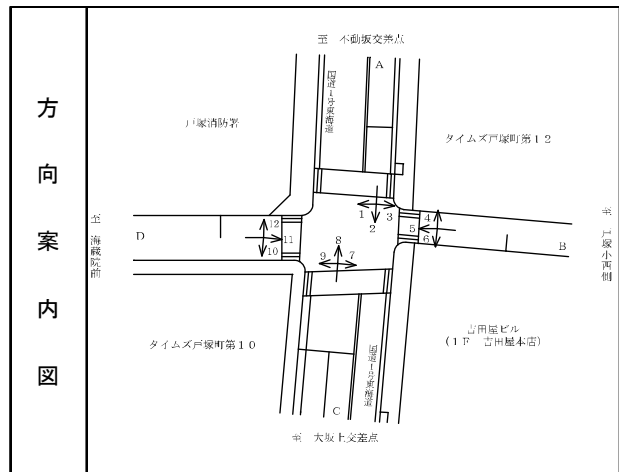 方向案内図
至 不動坂交差点
A
国道1号東海道
戸塚消防署
タイムズ戸塚町第12
1
2
3
4
5
6
12
11
10
D
B
至 海蔵院前
至 戸塚小西側
8
9
7
タイムズ戸塚町第10
吉田屋ビル
(1F 吉田屋本店)
国道1号東海道
C
至 大坂上交差点